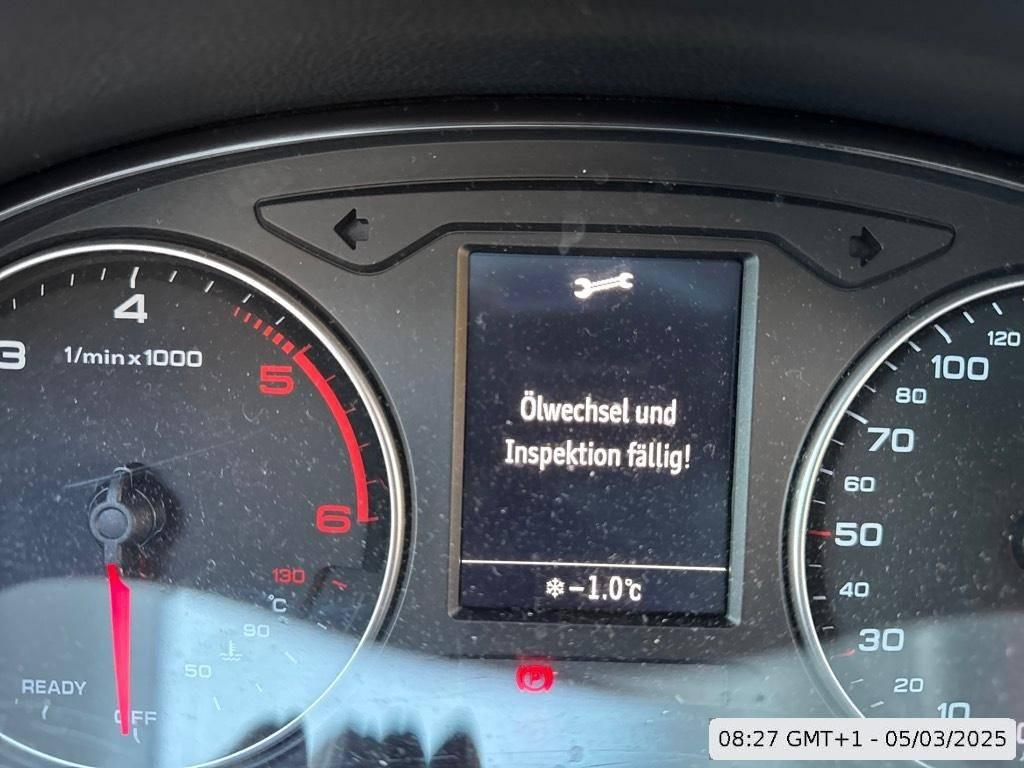 Ölwechsel und
Inspektion fällig!
❄ −1.0°C
3
4
1/min x 1000
5
6
130
°C
90
50
READY
OFF
120
100
80
70
60
50
40
30
20
10
P
08:27 GMT+1 - 05/03/2025